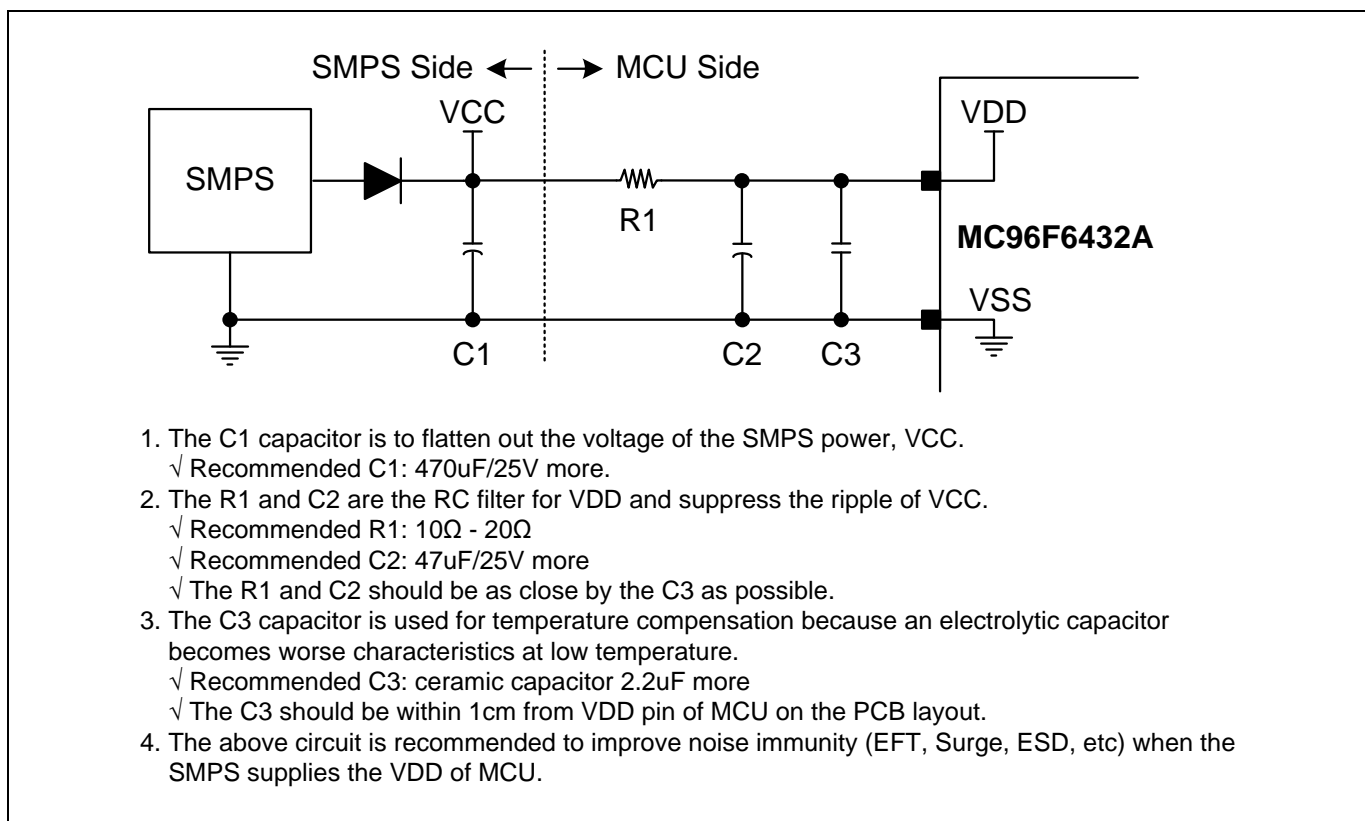 SMPS Side MCU Side
VCC
VDD
SMPS
R1
MC96F6432A
VSS
C1 C2 C3
1. The C1 capacitor is to flatten out the voltage of the SMPS power, VCC.
√ Recommended C1: 470uF/25V more.
2. The R1 and C2 are the RC filter for VDD and suppress the ripple of VCC.
√ Recommended R1: 10Ω - 20Ω
√ Recommended C2: 47uF/25V more
√ The R1 and C2 should be as close by the C3 as possible.
3. The C3 capacitor is used for temperature compensation because an electrolytic capacitor
becomes worse characteristics at low temperature.
√ Recommended C3: ceramic capacitor 2.2uF more
√ The C3 should be within 1cm from VDD pin of MCU on the PCB layout.
4. The above circuit is recommended to improve noise immunity (EFT, Surge, ESD, etc) when the
SMPS supplies the VDD of MCU.